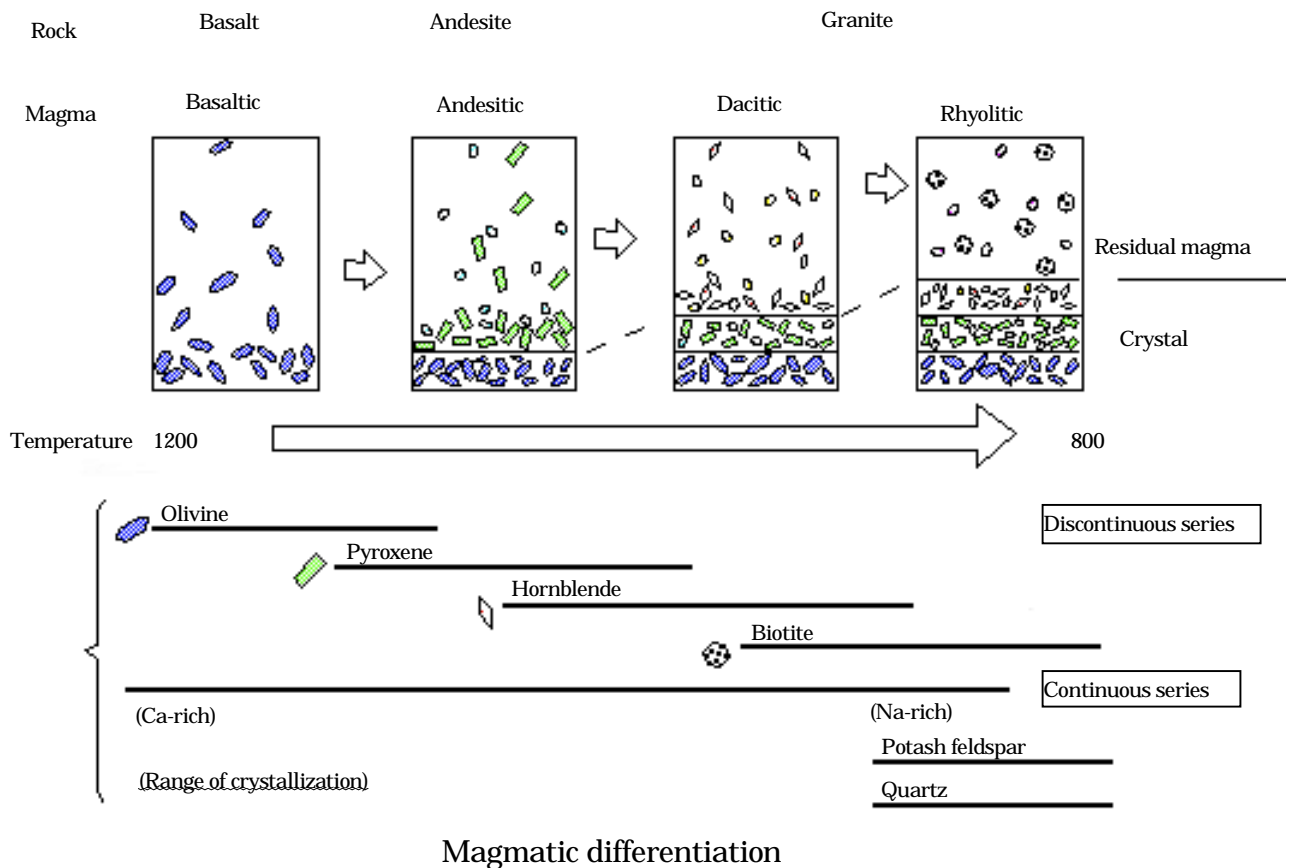 Rock Basalt Andesite Granite
Magma Basaltic Andesitic Dacitic Rhyolitic
Residual magma
Crystal
Temperature 1200 800
Olivine
Discontinuous series
Pyroxene
Hornblende
Biotite
Continuous series
(Ca-rich) (Na-rich)
Potash feldspar
(Range of crystallization)
Quartz
Magmatic differentiation